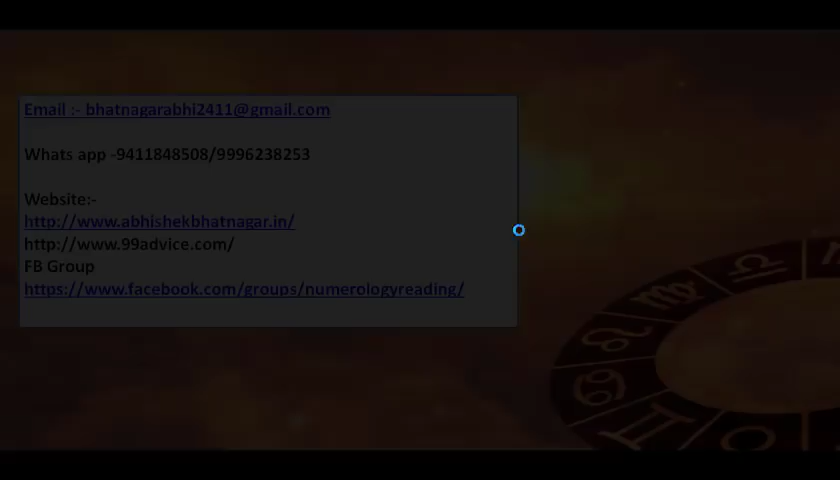 Email :- bhatnagarabhi2411@gmail.com
Whats app -9411848508/9996238253
Website:-
http://www.abhishekbhatnagar.in/
http://www.99advice.com/
FB Group
https://www.facebook.com/groups/numerologyreading/